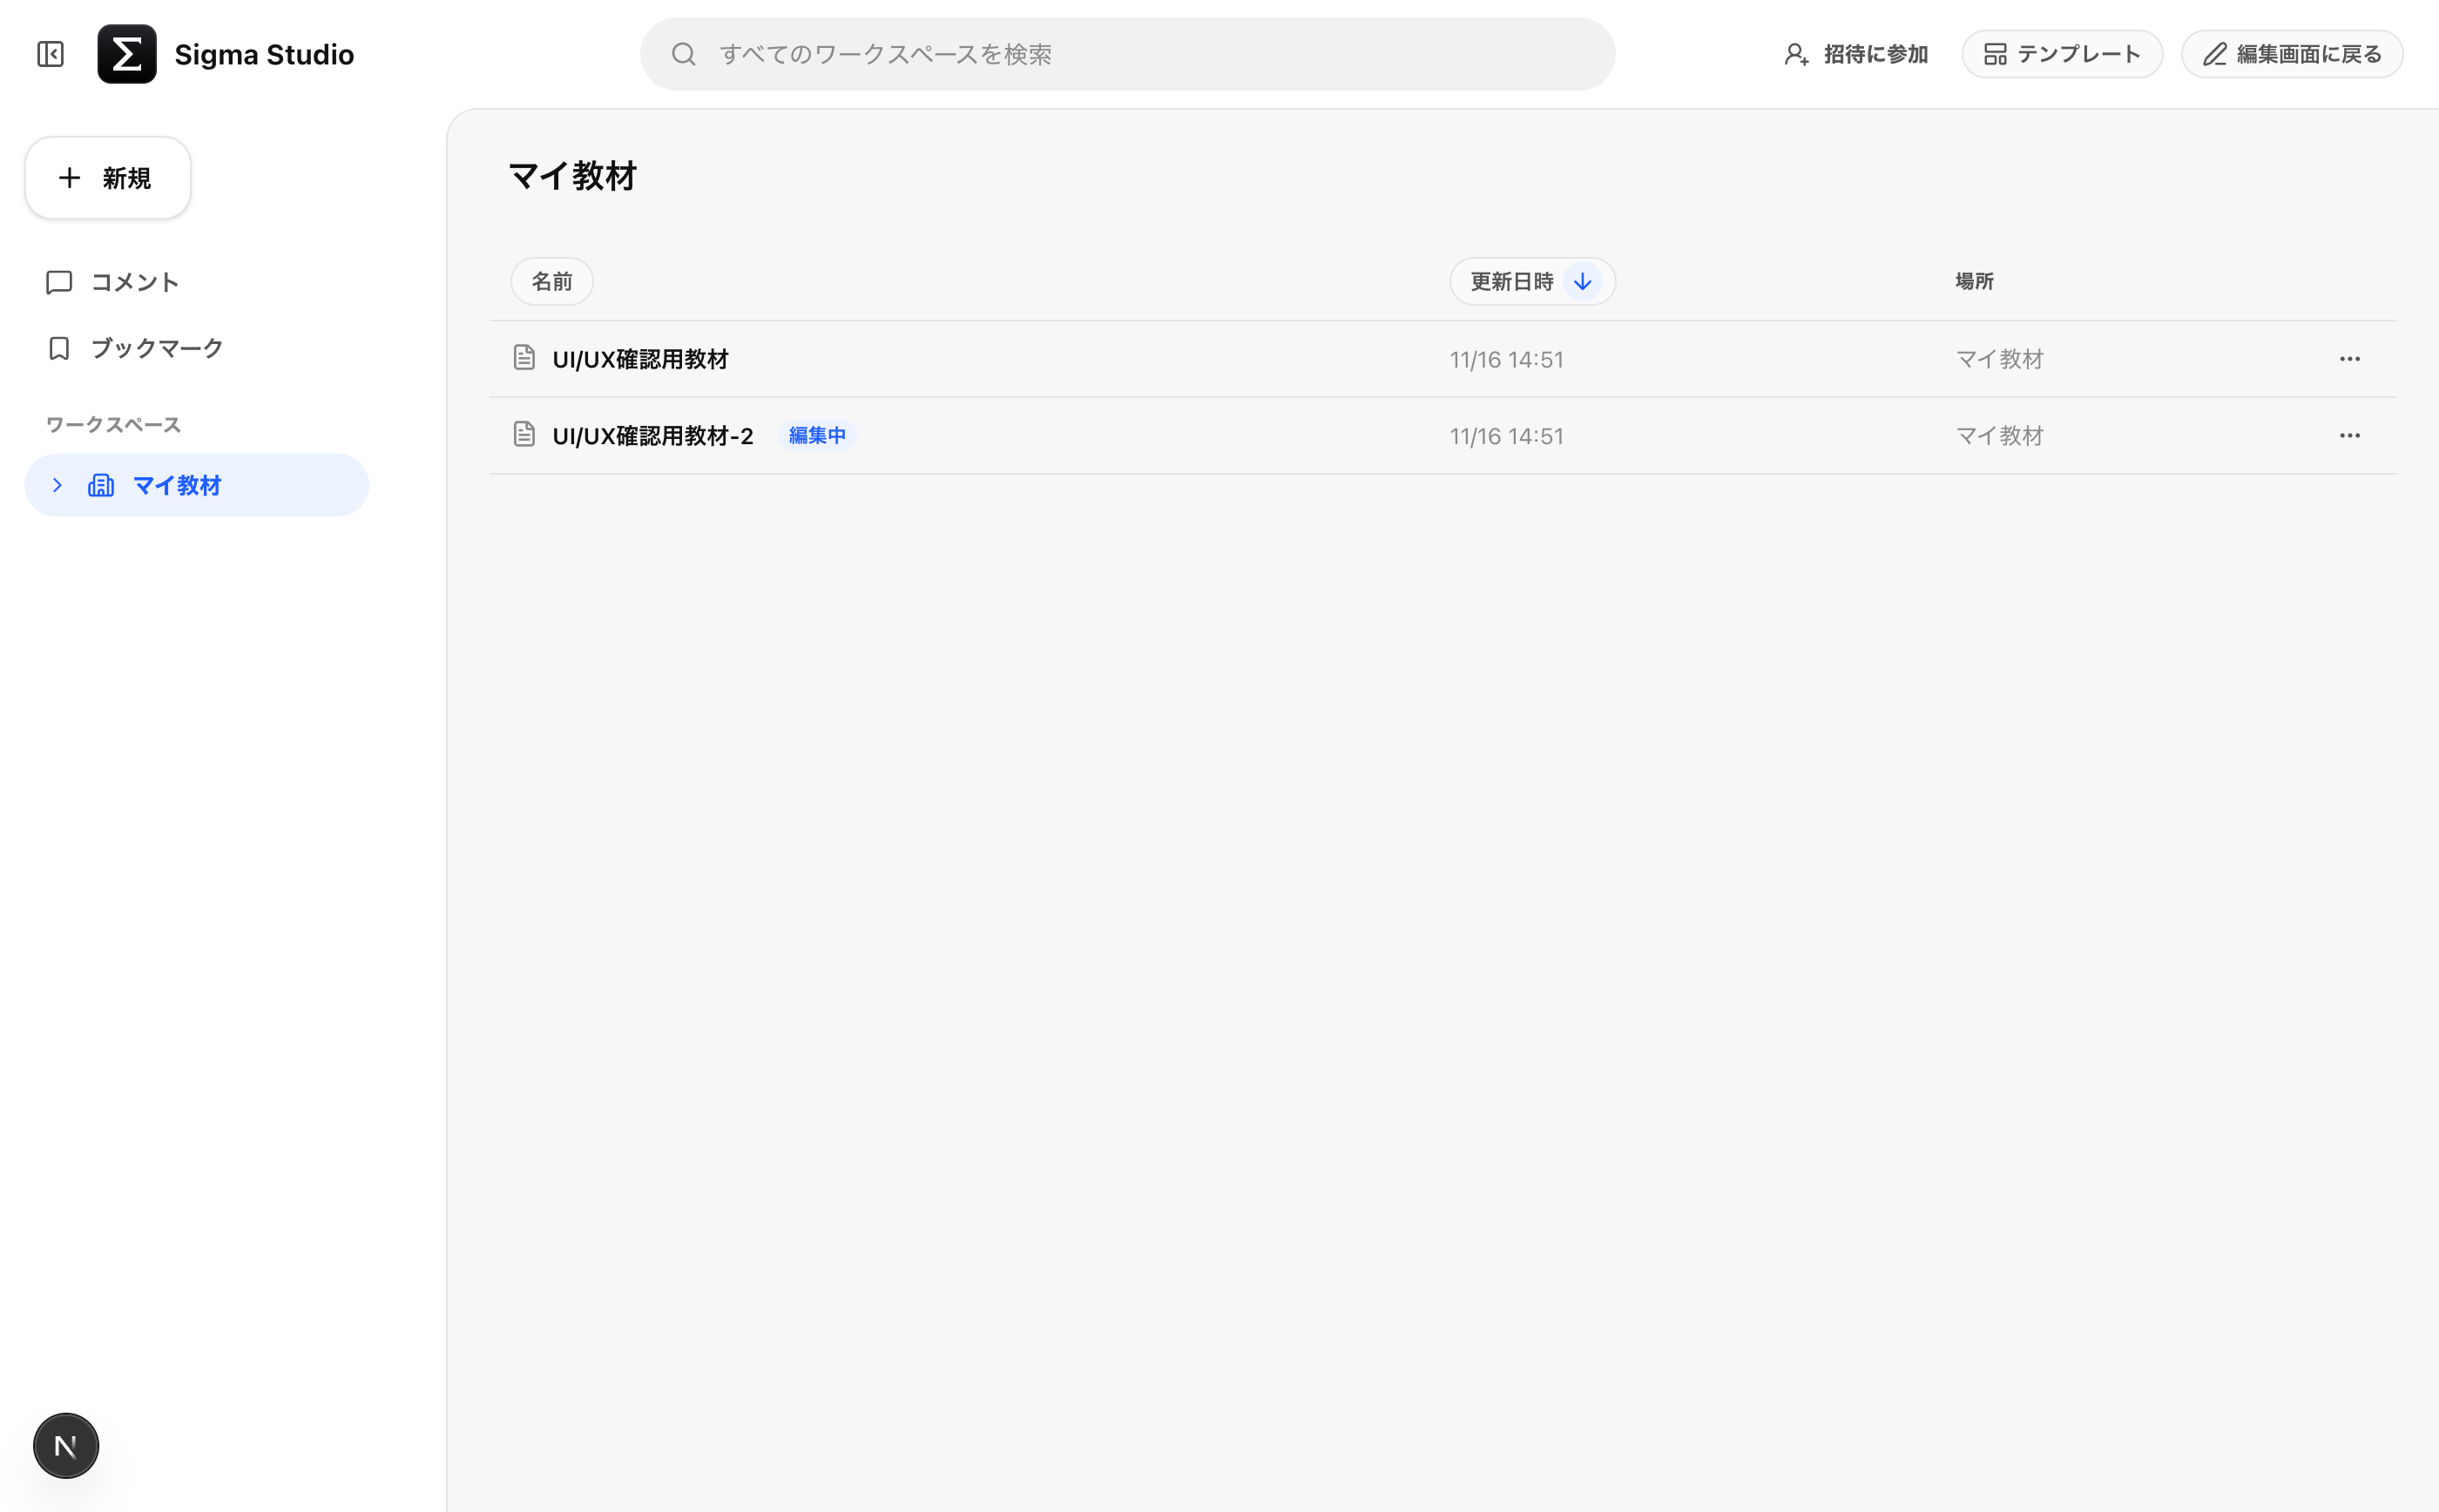 Sigma Studio
すべてのワークスペースを検索
招待に参加
テンプレート
編集画面に戻る
新規
コメント
ブックマーク
ワークスペース
マイ教材
マイ教材
名前
更新日時
場所
UI/UX確認用教材
11/16 14:51
マイ教材
UI/UX確認用教材-2
編集中
11/16 14:51
マイ教材
N